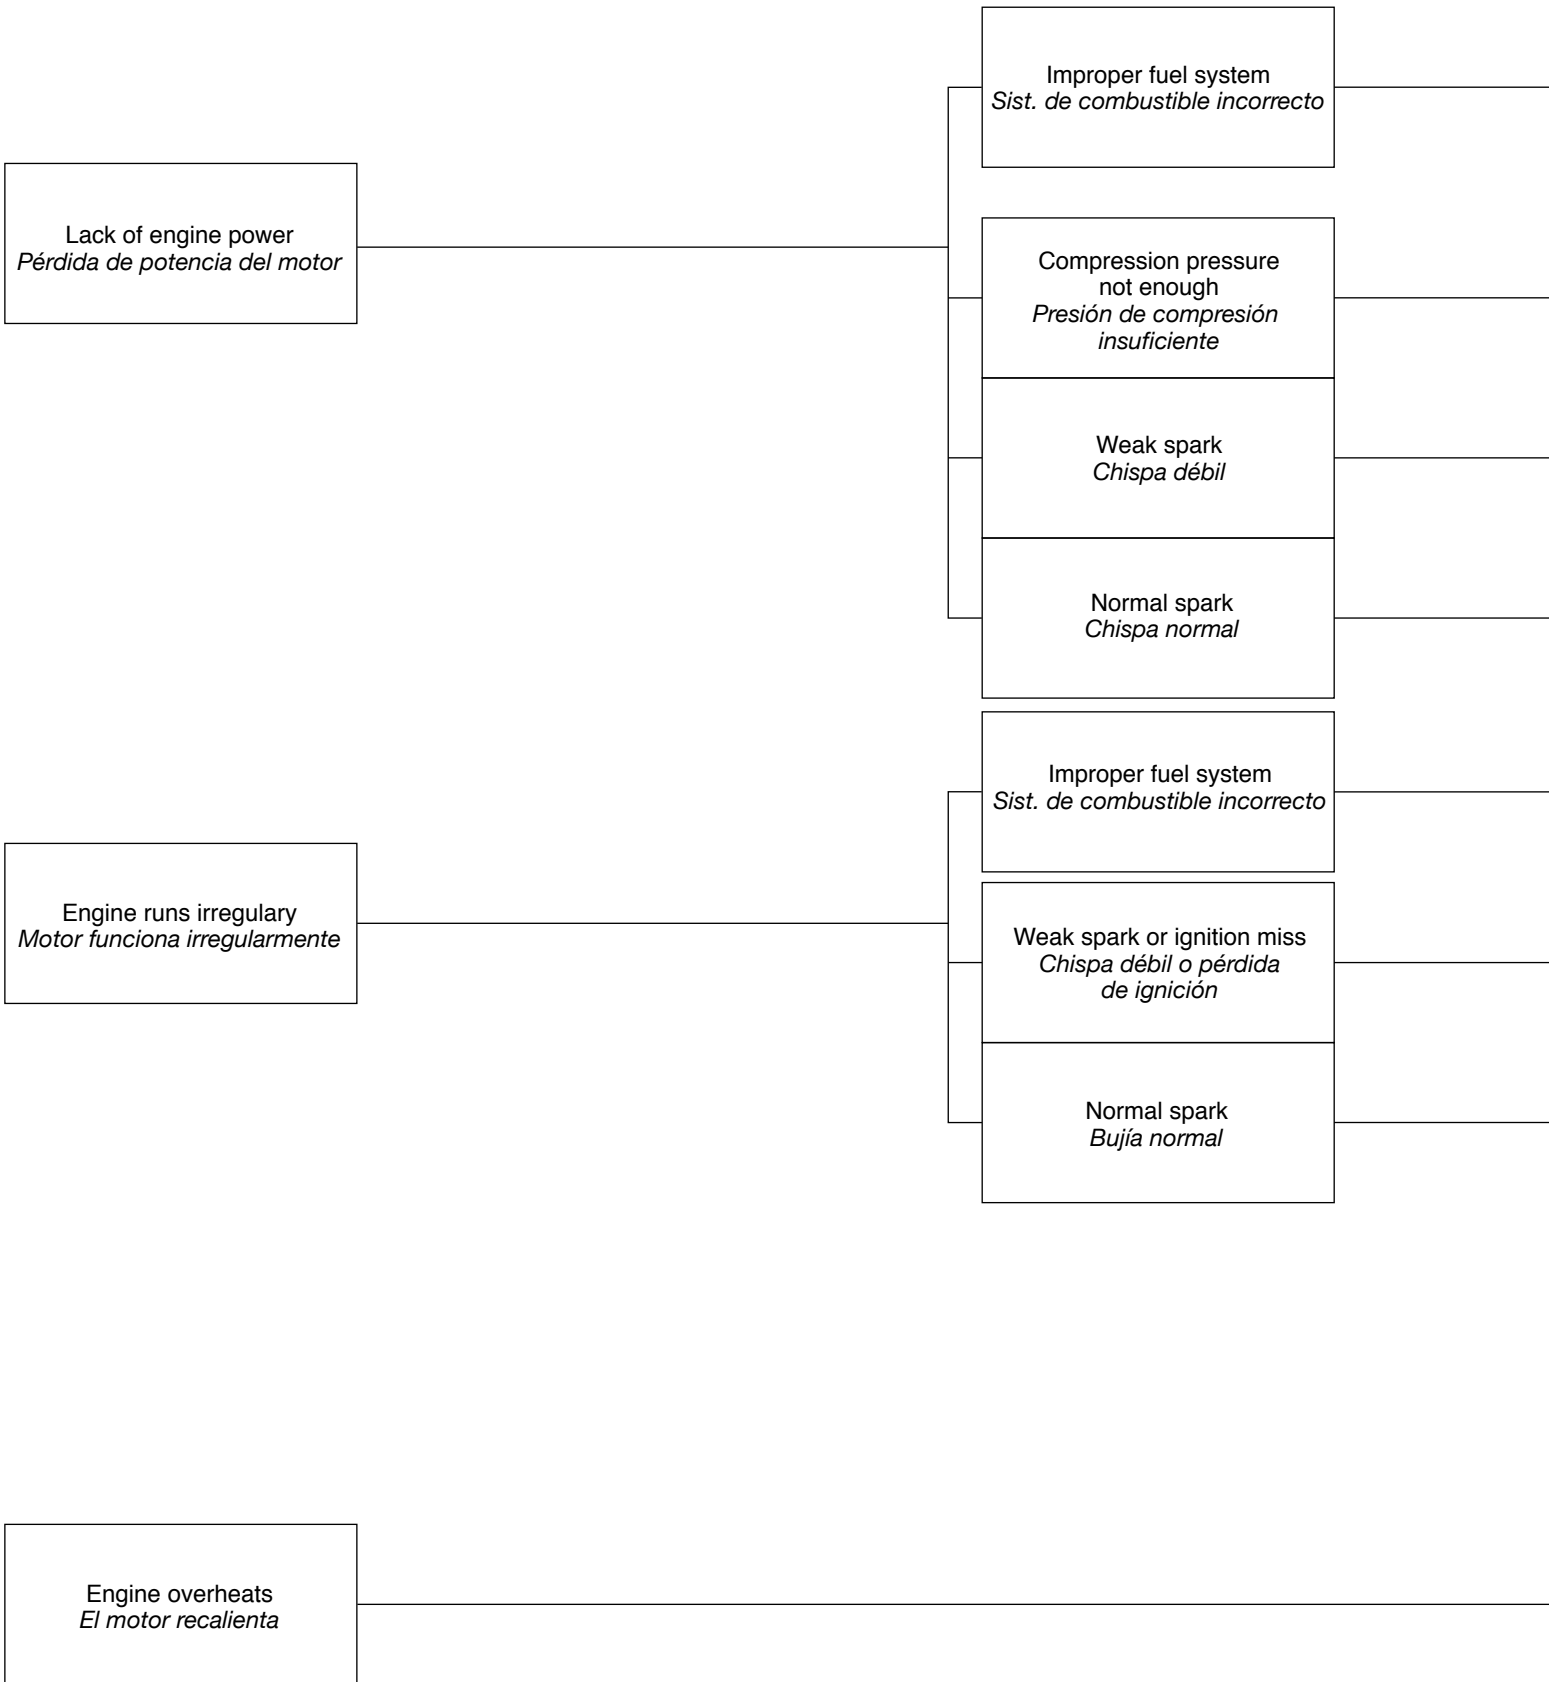 Improper fuel system
Sist. de combustible incorrecto
Lack of engine power
Pérdida de potencia del motor
Compression pressure
not enough
Presión de compresión
insuficiente
Weak spark
Chispa débil
Normal spark
Chispa normal
Improper fuel system
Sist. de combustible incorrecto
Engine runs irregulary
Motor funciona irregularmente
Weak spark or ignition miss
Chispa débil o pérdida
de ignición
Normal spark
Bujía normal
Engine overheats
El motor recalienta